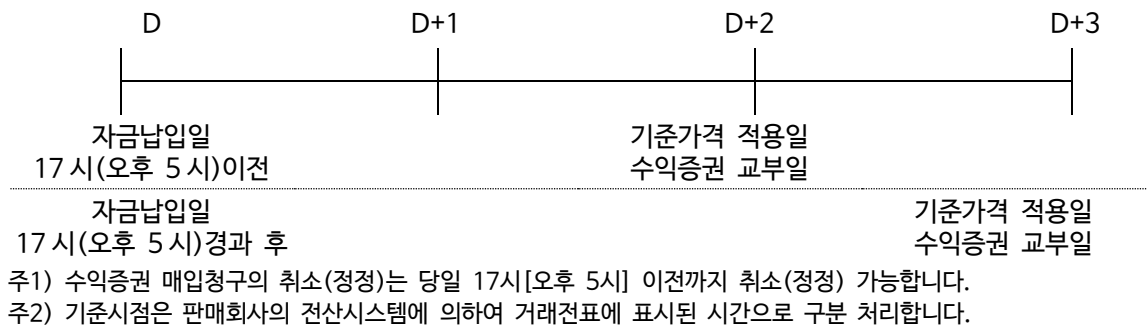 D D+1 D+2 D+3
자금납입일 기준가격 적용일
17시(오후 5시)이전 수익증권 교부일
자금납입일 기준가격 적용일
17시(오후 5시)경과 후 수익증권 교부일
주1) 수익증권 매입청구의 취소(정정)는 당일 17시[오후 5시] 이전까지 취소(정정) 가능합니다.
주2) 기준시점은 판매회사의 전산시스템에 의하여 거래전표에 표시된 시간으로 구분 처리합니다.